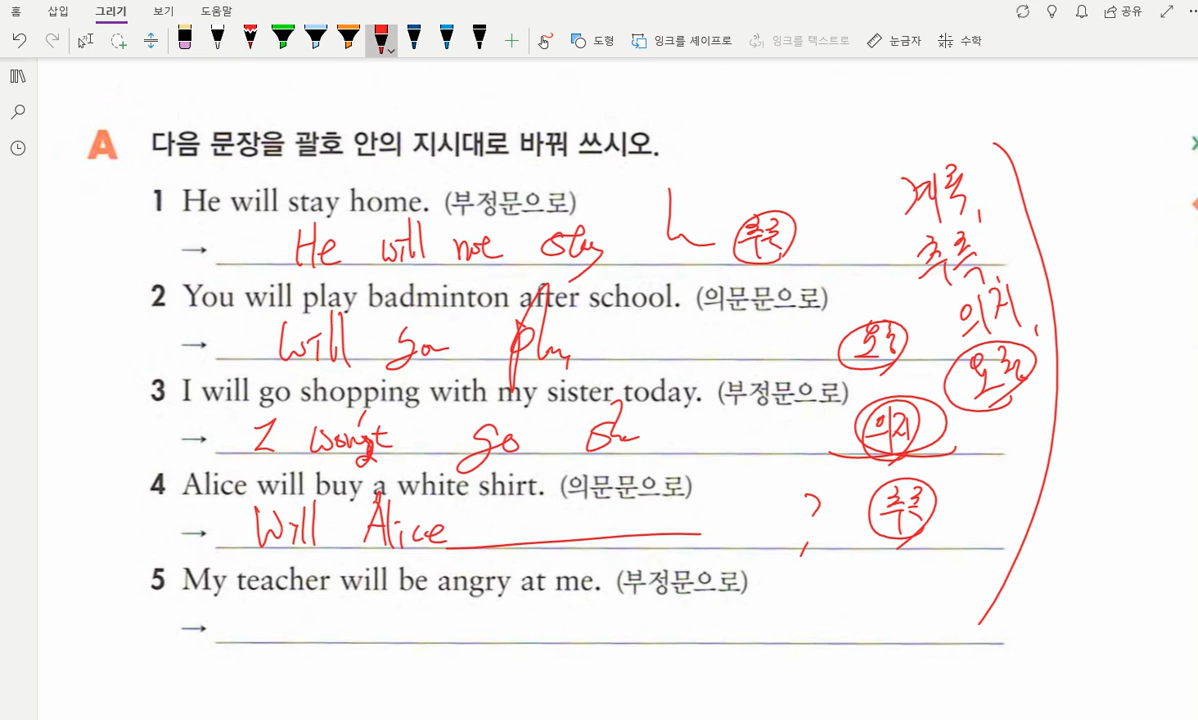 홈 삽입 그리기 보기 도움말
공유
도형 잉크를 셰이프로 잉크를 텍스트로 눈금자 수학
A 다음 문장을 괄호 안의 지시대로 바꿔 쓰시오.
1 He will stay home. (부정문으로)
계획,
→ He will not stay h 추측
추측,
2 You will play badminton after school. (의문문으로)
의지,
→ Will you play 요청
요청
3 I will go shopping with my sister today. (부정문으로)
→ I won't go sh 의지
4 Alice will buy a white shirt. (의문문으로)
→ Will Alice ? 추측
5 My teacher will be angry at me. (부정문으로)
→